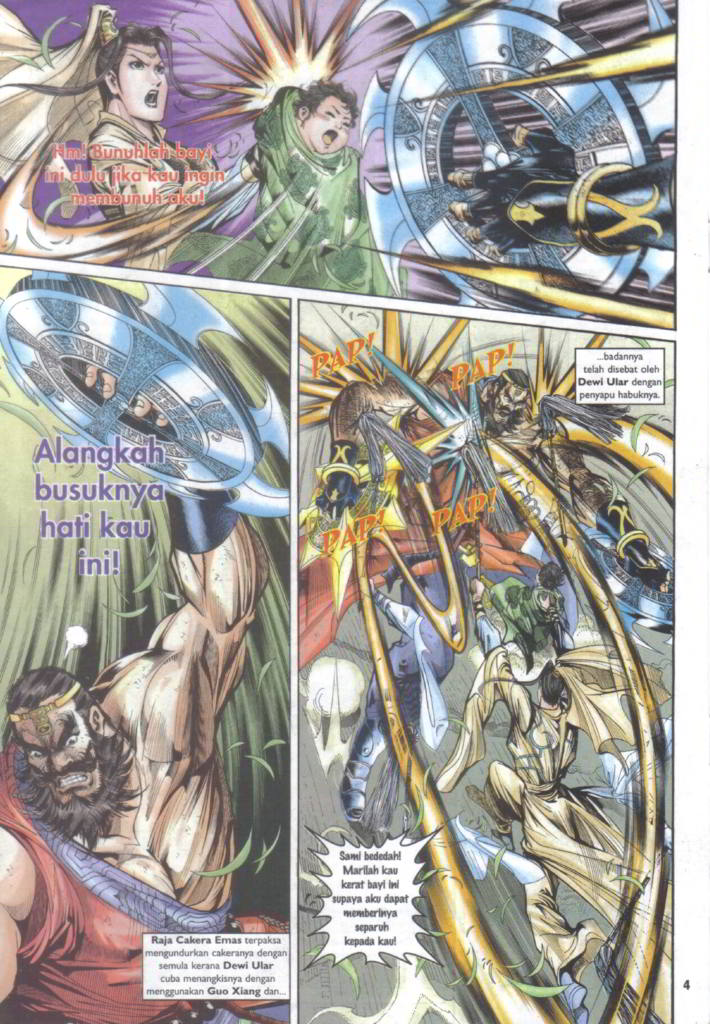 Hm! Bunuhlah bayi
ini dulu jika kau ingin
membunuh aku!
Alangkah
busuknya
hati kau
ini!
Raja Cakera Emas terpaksa
mengundurkan cakeranya dengan
semula kerana Dewi Ular
cuba menangkisnya dengan
menggunakan Guo Xiang dan...
...badannya
telah disebat oleh
Dewi Ular dengan
penyapu habuknya.
PAP!
PAP!
PAP!
PAP!
Sami bedebah!
Marilah kau
kerat bayi ini
supaya aku dapat
memberinya
separuh
kepada kau!
4